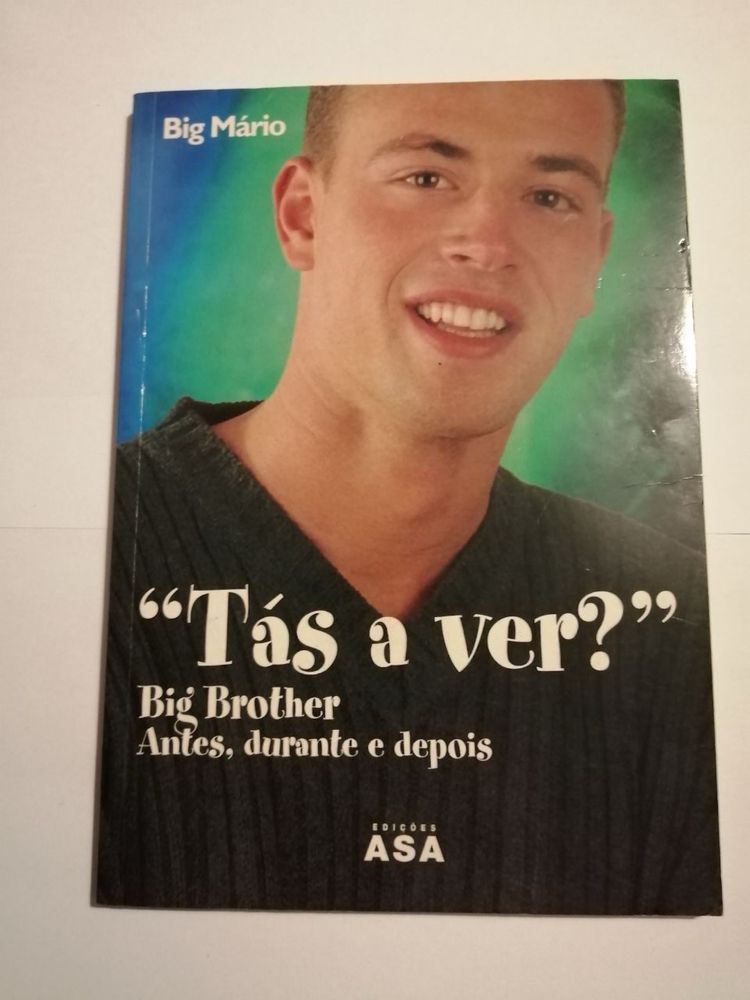 Big Mário
“Tás a ver?”
Big Brother
Antes, durante e depois
EDIÇÕES
ASA